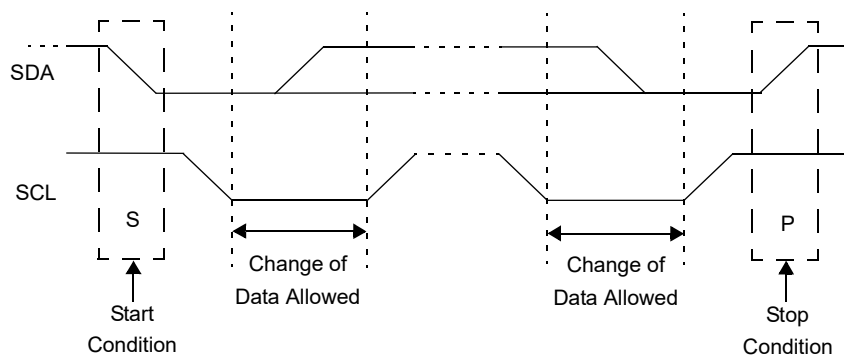 SDA
SCL
S
P
Change of
Data Allowed
Change of
Data Allowed
Start
Condition
Stop
Condition